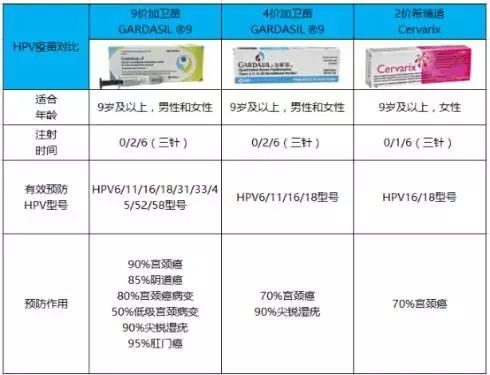 HPV疫苗对比
9价加卫苗
GARDASIL ®9
4价加卫苗
GARDASIL ®9
2价希瑞适
Cervarix
GARDASIL
Cervarix
适合
年龄
9岁及以上，男性和女性
9岁及以上，男性和女性
9岁及以上，女性
注射
时间
0/2/6（三针）
0/2/6（三针）
0/1/6（三针）
有效预防
HPV型号
HPV6/11/16/18/31/33/4
5/52/58型号
HPV6/11/16/18型号
HPV16/18型号
预防作用
90%宫颈癌
85%阴道癌
80%宫颈癌病变
50%低级宫颈病变
90%尖锐湿疣
95%肛门癌
70%宫颈癌
90%尖锐湿疣
70%宫颈癌